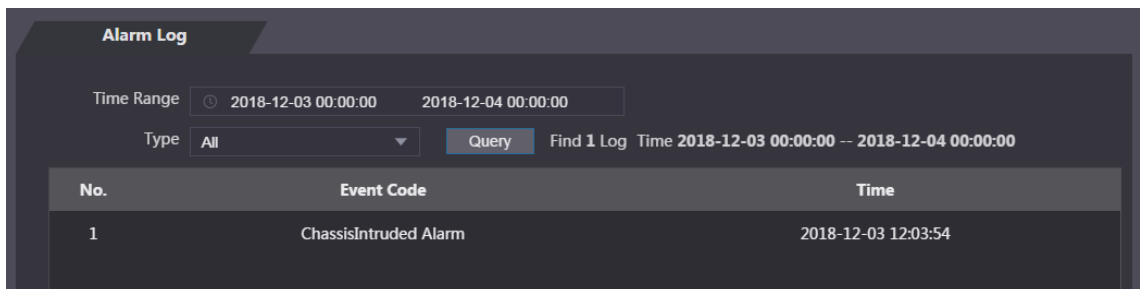 Alarm Log
Time Range 2018-12-03 00:00:00 2018-12-04 00:00:00
Type All Query Find 1 Log Time 2018-12-03 00:00:00 -- 2018-12-04 00:00:00
No. Event Code Time
1 ChassisIntruded Alarm 2018-12-03 12:03:54